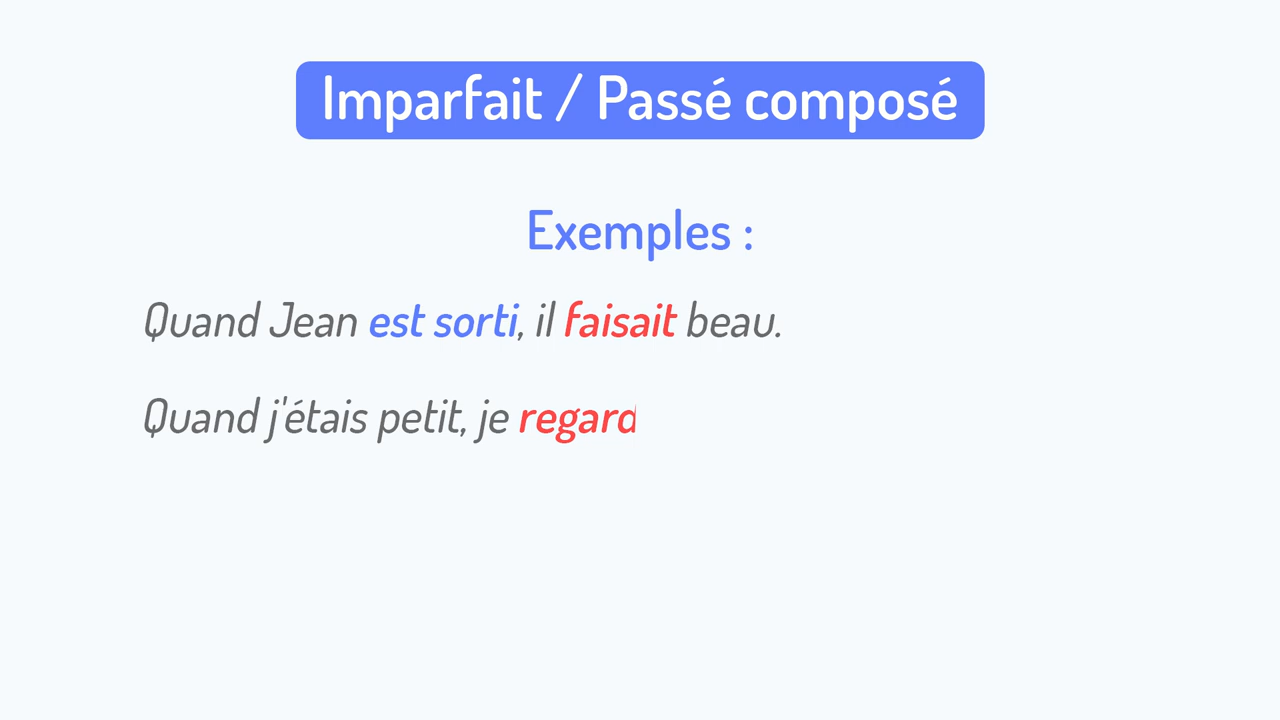 Imparfait / Passé composé
Exemples :
Quand Jean est sorti, il faisait beau.
Quand j'étais petit, je regard